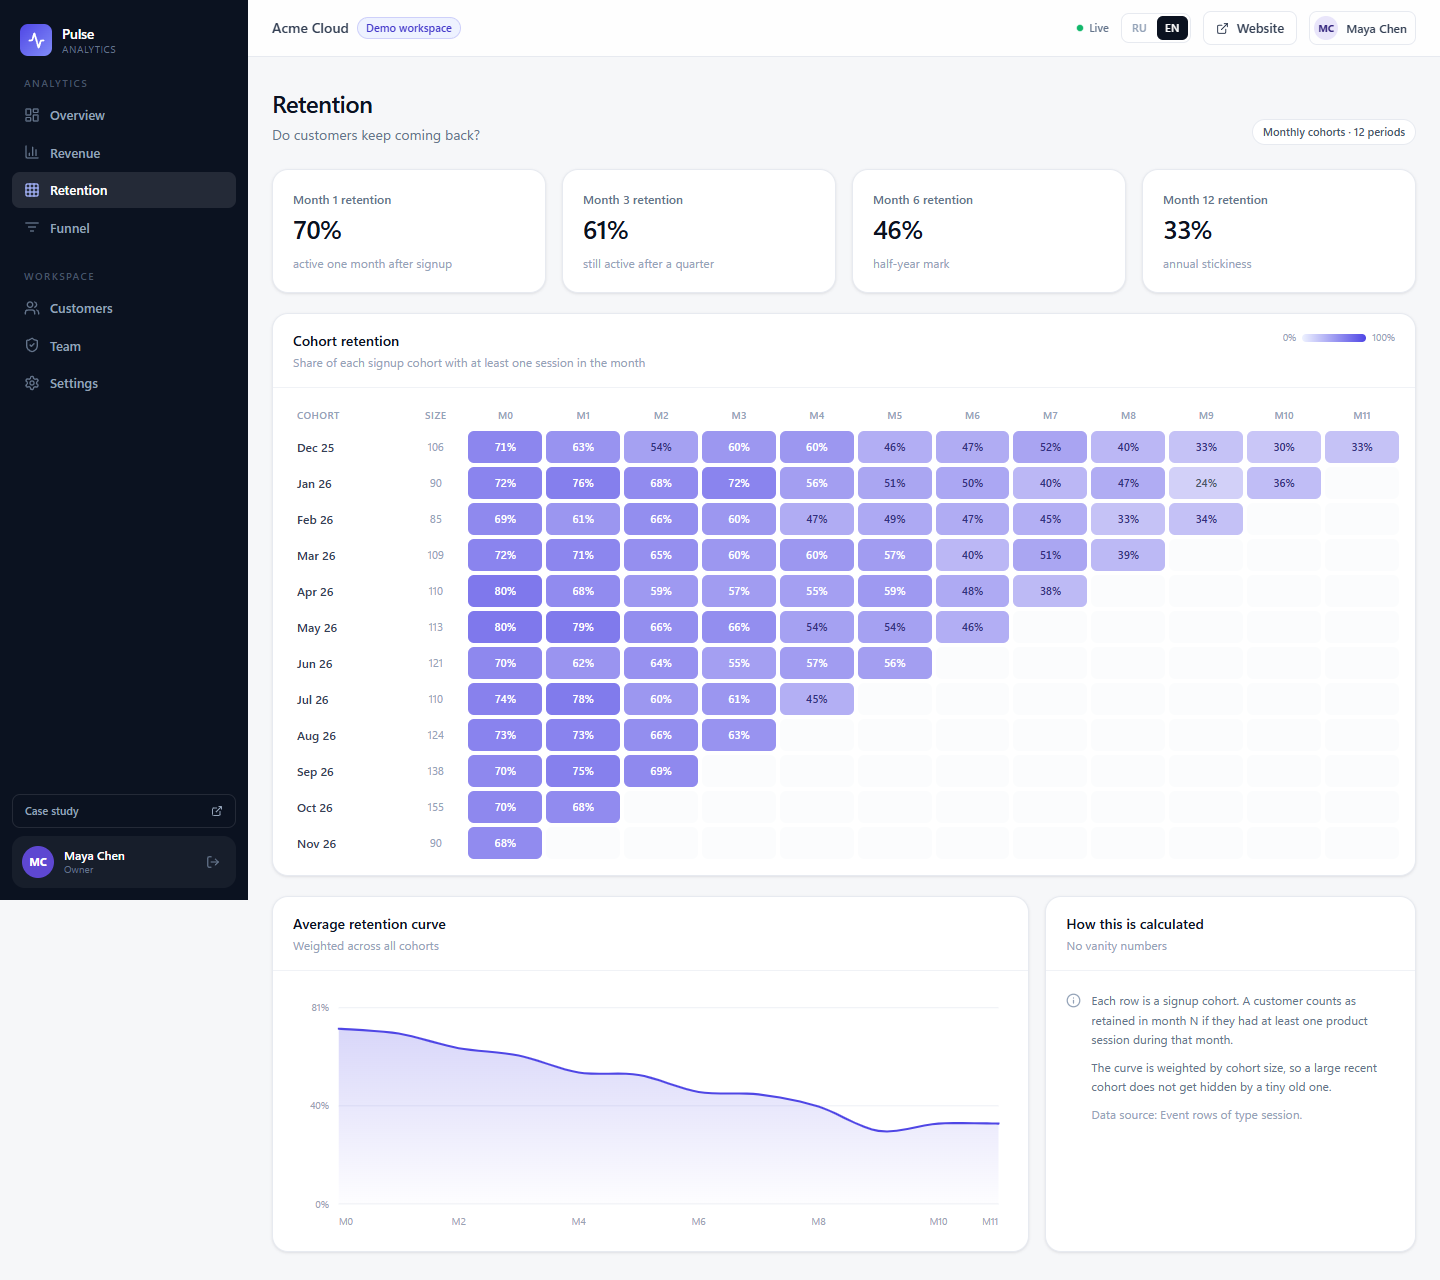 Pulse
ANALYTICS
ANALYTICS
Overview
Revenue
Retention
Funnel
WORKSPACE
Customers
Team
Settings
Case study
MC
Maya Chen
Owner
Acme Cloud
Demo workspace
Live
RU
EN
Website
MC
Maya Chen
Retention
Do customers keep coming back?
Monthly cohorts · 12 periods
Month 1 retention
70%
active one month after signup
Month 3 retention
61%
still active after a quarter
Month 6 retention
46%
half-year mark
Month 12 retention
33%
annual stickiness
Cohort retention
Share of each signup cohort with at least one session in the month
0% 100%
COHORT SIZE M0 M1 M2 M3 M4 M5 M6 M7 M8 M9 M10 M11
Dec 25 106 71% 63% 54% 60% 60% 46% 47% 52% 40% 33% 30% 33%
Jan 26 90 72% 76% 68% 72% 56% 51% 50% 40% 47% 24% 36%
Feb 26 85 69% 61% 66% 60% 47% 49% 47% 45% 33% 34%
Mar 26 109 72% 71% 65% 60% 60% 57% 40% 51% 39%
Apr 26 110 80% 68% 59% 57% 55% 59% 48% 38%
May 26 113 80% 79% 66% 66% 54% 54% 46%
Jun 26 121 70% 62% 64% 55% 57% 56%
Jul 26 110 74% 78% 60% 61% 45%
Aug 26 124 73% 73% 66% 63%
Sep 26 138 70% 75% 69%
Oct 26 155 70% 68%
Nov 26 90 68%
Average retention curve
Weighted across all cohorts
81%
40%
0%
M0 M2 M4 M6 M8 M10 M11
How this is calculated
No vanity numbers
Each row is a signup cohort. A customer counts as
retained in month N if they had at least one product
session during that month.
The curve is weighted by cohort size, so a large recent
cohort does not get hidden by a tiny old one.
Data source: Event rows of type session.